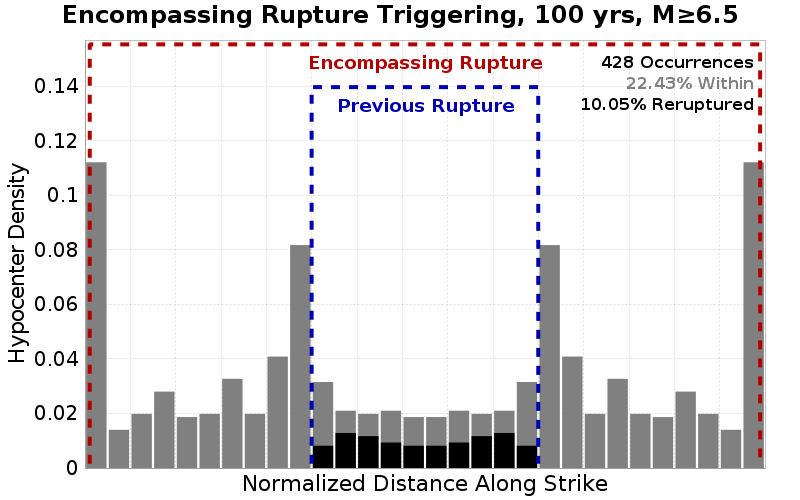 Encompassing Rupture Triggering, 100 yrs, M≥6.5
Encompassing Rupture
428 Occurrences
22.43% Within
10.05% Reruptured
Previous Rupture
Hypocenter Density
0.14
0.12
0.1
0.08
0.06
0.04
0.02
0
Normalized Distance Along Strike